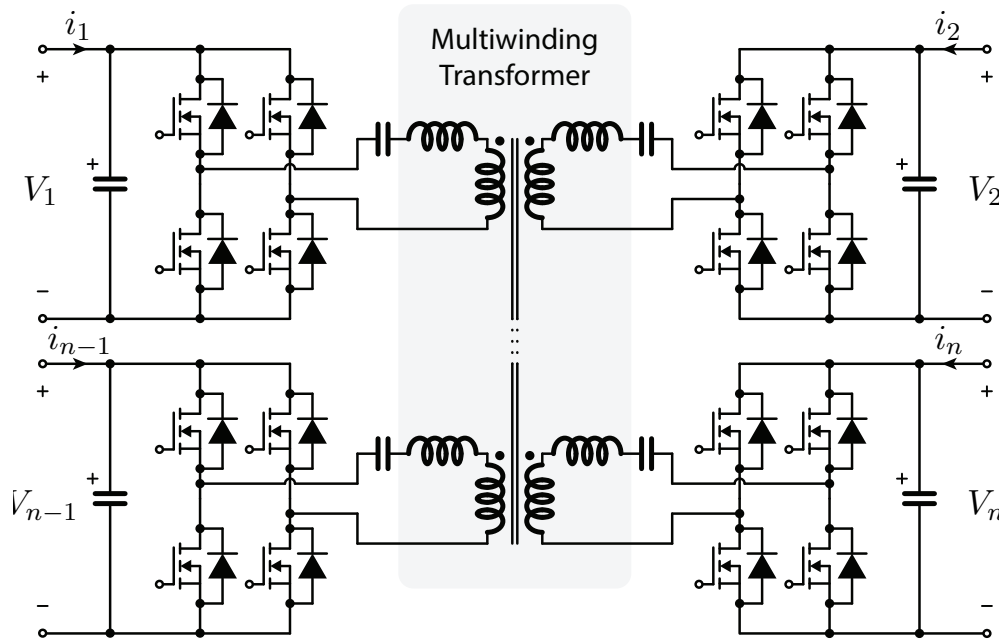 i1
Multiwinding
Transformer
i2
+
+
+
+
V1
V2
−
−
in−1
in
+
+
+
+
Vn−1
Vn
−
−